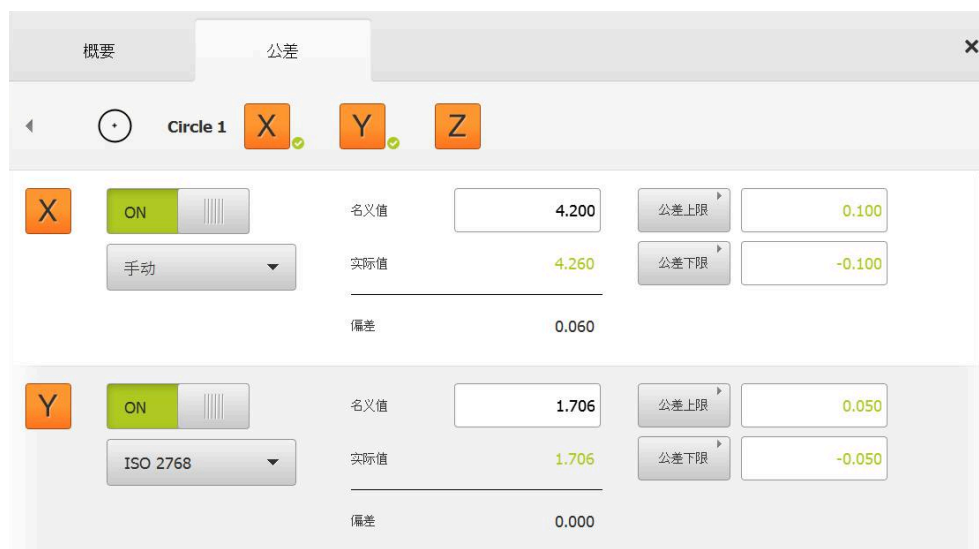 概要 公差 ×
Circle 1 X Y Z
X ON 名义值 4.200 公差上限 0.100
手动 实际值 4.260 公差下限 -0.100
偏差 0.060
Y ON 名义值 1.706 公差上限 0.050
ISO 2768 实际值 1.706 公差下限 -0.050
偏差 0.000